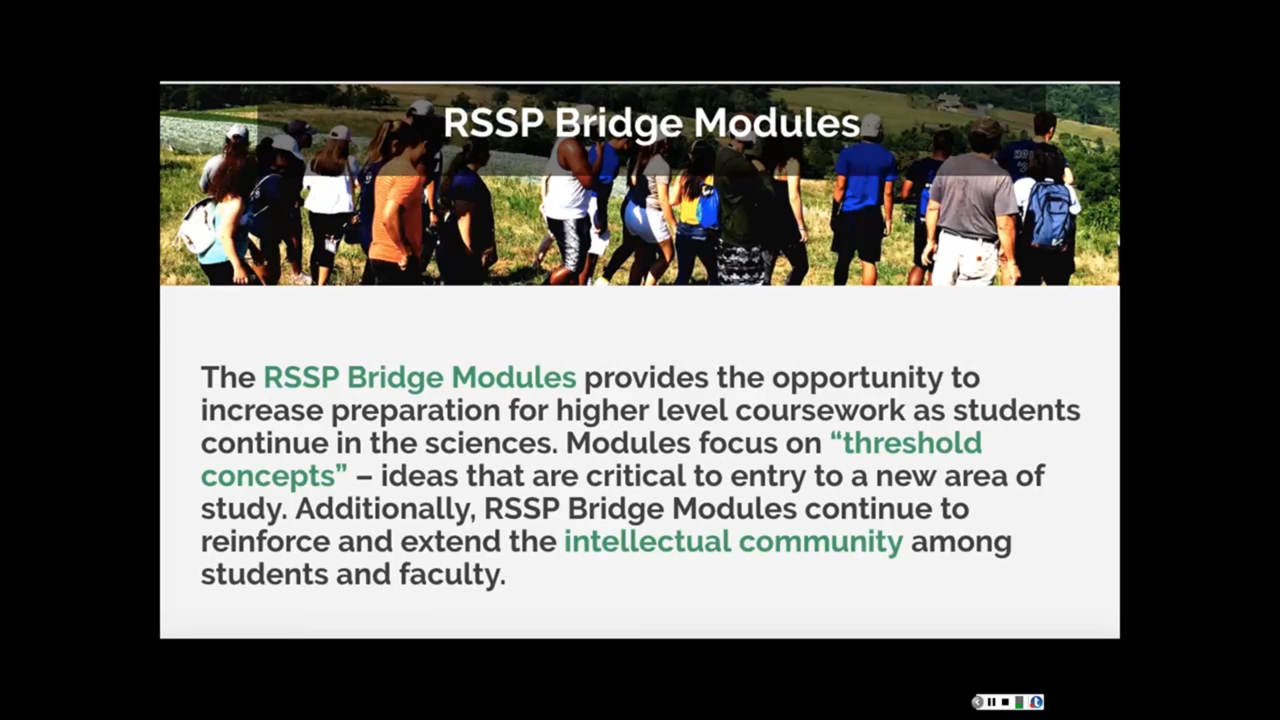 RSSP Bridge Modules
The RSSP Bridge Modules provides the opportunity to
increase preparation for higher level coursework as students
continue in the sciences. Modules focus on “threshold
concepts” – ideas that are critical to entry to a new area of
study. Additionally, RSSP Bridge Modules continue to
reinforce and extend the intellectual community among
students and faculty.